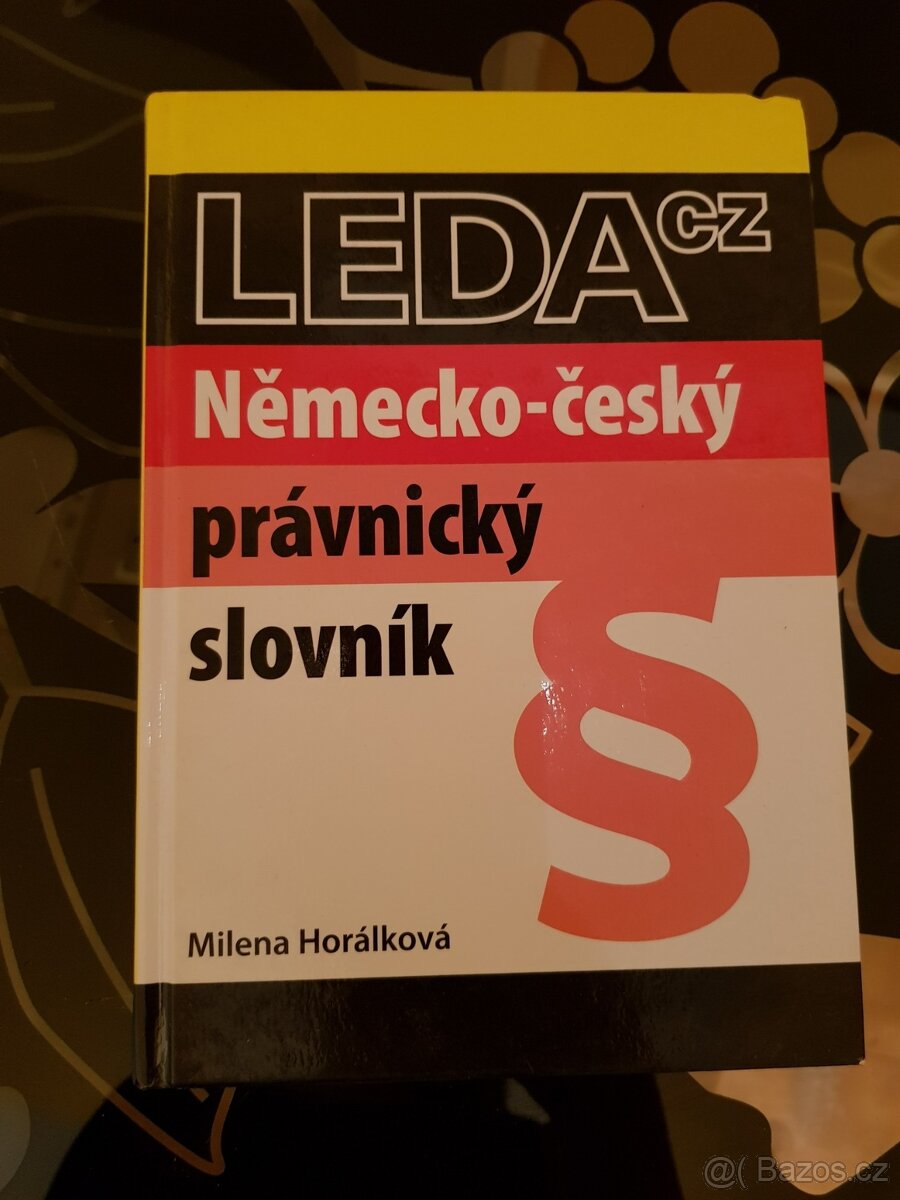 LEDA CZ
Německo-český
právnický
slovník
§
Milena Horálková
@( Bazos.cz